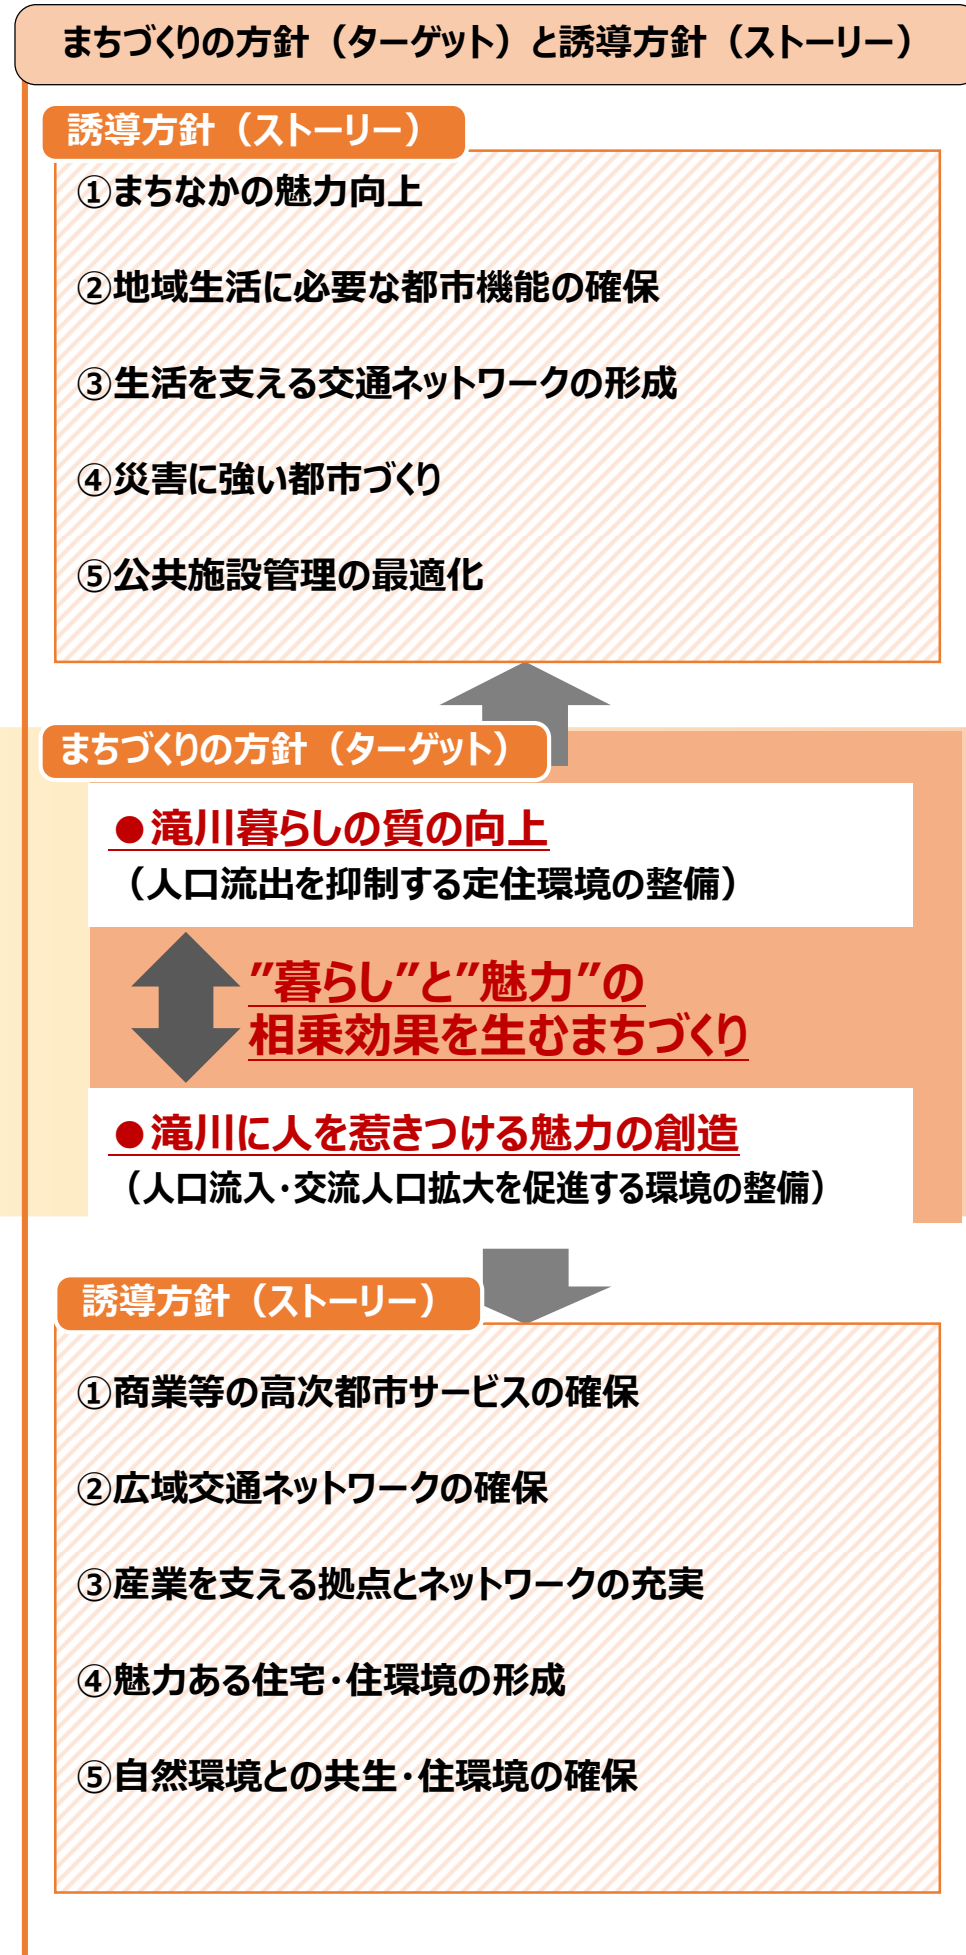 まちづくりの方針（ターゲット）と誘導方針（ストーリー）
誘導方針（ストーリー）
①まちなかの魅力向上
②地域生活に必要な都市機能の確保
③生活を支える交通ネットワークの形成
④災害に強い都市づくり
⑤公共施設管理の最適化
まちづくりの方針（ターゲット）
●滝川暮らしの質の向上
（人口流出を抑制する定住環境の整備）
”暮らし”と”魅力”の
相乗効果を生むまちづくり
●滝川に人を惹きつける魅力の創造
（人口流入・交流人口拡大を促進する環境の整備）
誘導方針（ストーリー）
①商業等の高次都市サービスの確保
②広域交通ネットワークの確保
③産業を支える拠点とネットワークの充実
④魅力ある住宅・住環境の形成
⑤自然環境との共生・住環境の確保